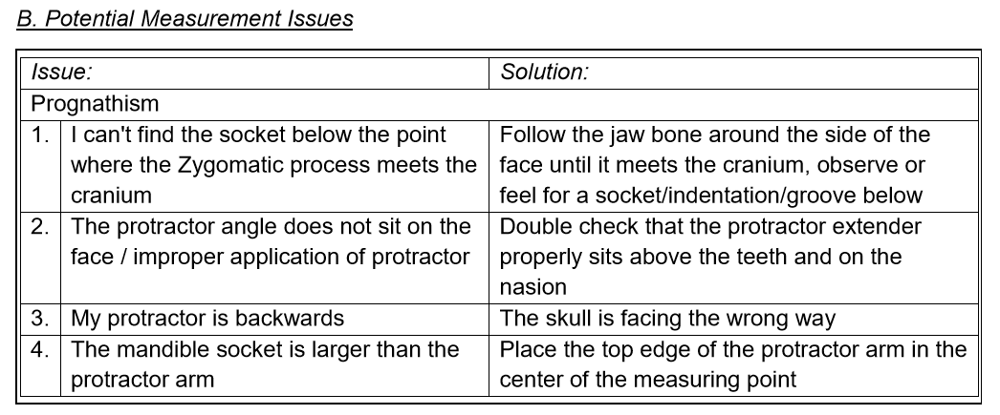 B. Potential Measurement Issues
Issue:
Solution:
Prognathism
1.
I can't find the socket below the point
where the Zygomatic process meets the
cranium
Follow the jaw bone around the side of the
face until it meets the cranium, observe or
feel for a socket/indentation/groove below
2.
The protractor angle does not sit on the
face / improper application of protractor
Double check that the protractor extender
properly sits above the teeth and on the
nasion
3.
My protractor is backwards
The skull is facing the wrong way
4.
The mandible socket is larger than the
protractor arm
Place the top edge of the protractor arm in the
center of the measuring point